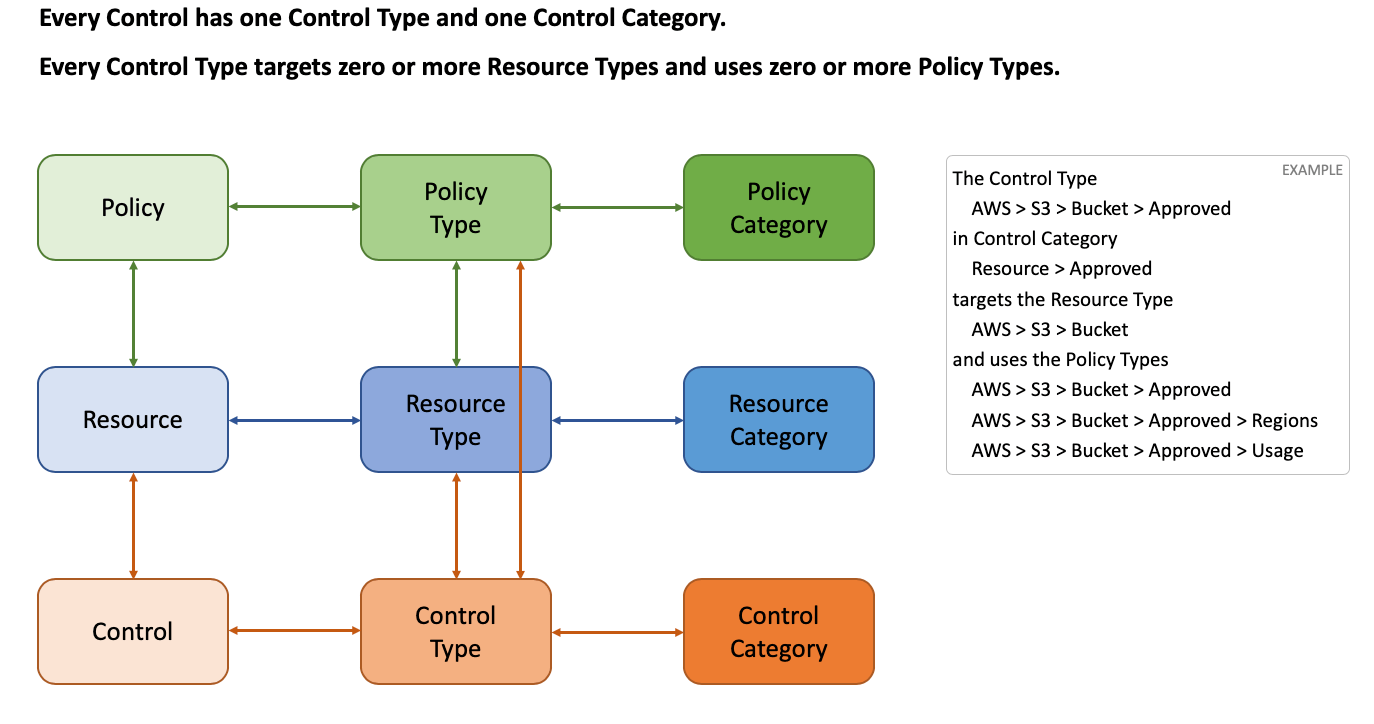 Every Control has one Control Type and one Control Category.
Every Control Type targets zero or more Resource Types and uses zero or more Policy Types.
Policy
Policy
Type
Policy
Category
Resource
Resource
Type
Resource
Category
Control
Control
Type
Control
Category
EXAMPLE
The Control Type
AWS > S3 > Bucket > Approved
in Control Category
Resource > Approved
targets the Resource Type
AWS > S3 > Bucket
and uses the Policy Types
AWS > S3 > Bucket > Approved
AWS > S3 > Bucket > Approved > Regions
AWS > S3 > Bucket > Approved > Usage